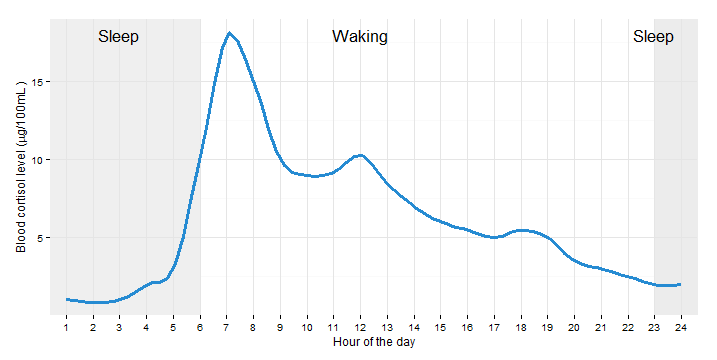 Sleep Waking Sleep
15
10
5
Blood cortisol level (µg/100mL )
1 2 3 4 5 6 7 8 9 10 11 12 13 14 15 16 17 18 19 20 21 22 23 24
Hour of the day